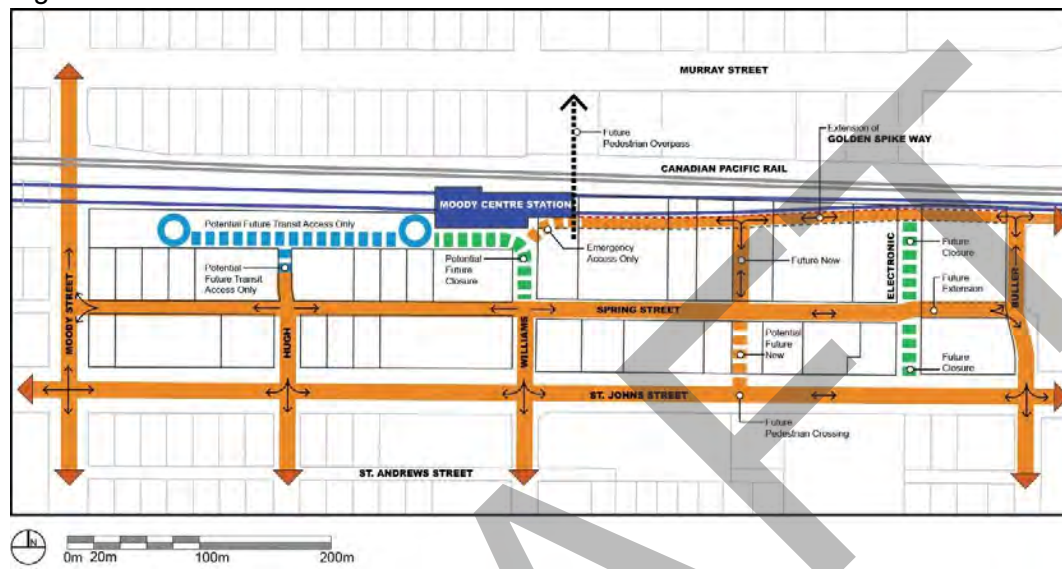 MURRAY STREET
Future
Pedestrian Overpass
Extension of
GOLDEN SPIKE WAY
CANADIAN PACIFIC RAIL
MOODY CENTRE STATION
Potential Future Transit Access Only
Potential
Future Transit
Access Only
Potential
Future
Closure
Emergency
Access Only
Future New
ELECTRONIC
Future
Closure
Future
Extension
BULLER
MOODY STREET
HUGH
WILLIAMS
SPRING STREET
Potential
Future
New
Future
Closure
ST. JOHNS STREET
Future
Pedestrian Crossing
ST. ANDREWS STREET
N
0m 20m 100m 200m